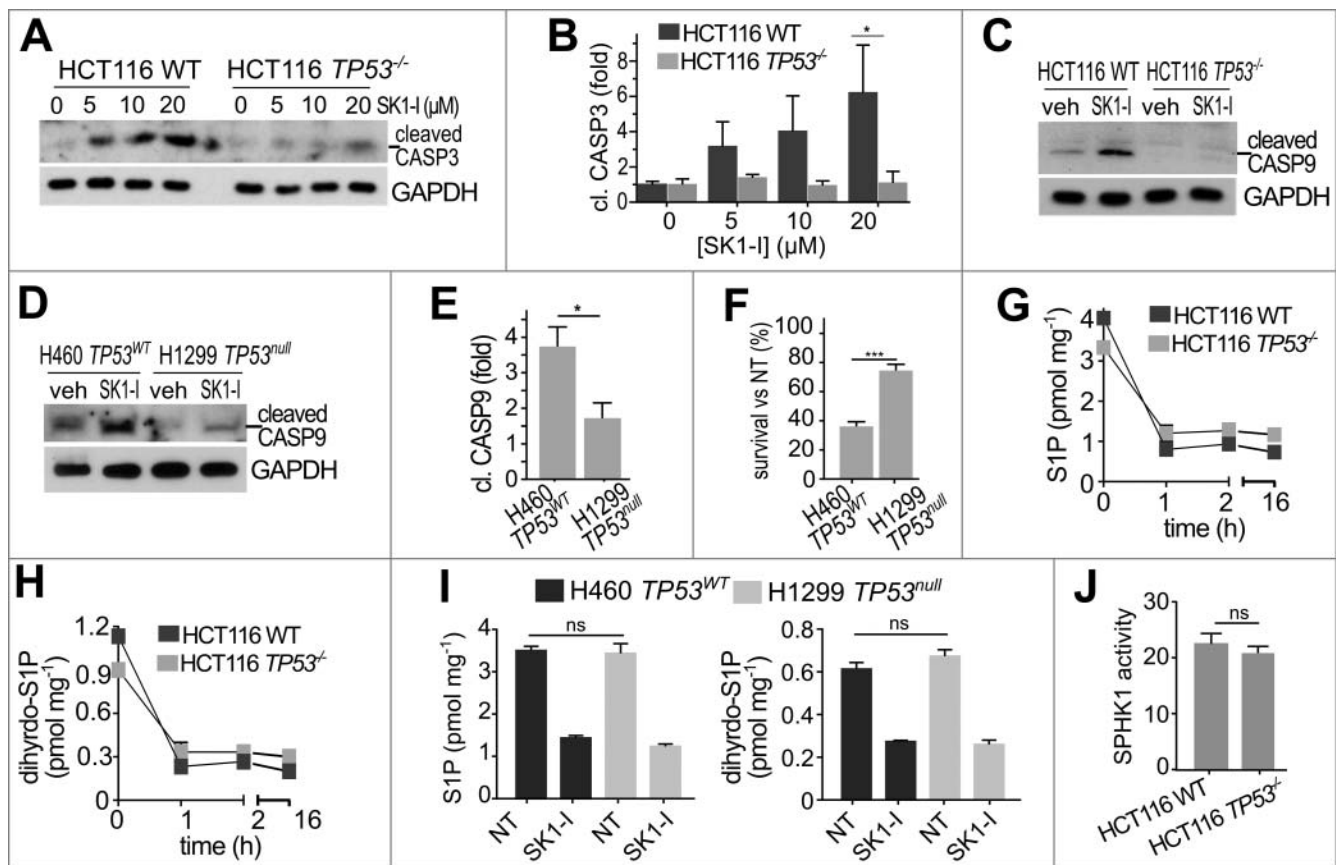 A
HCT116 WT HCT116 TP53-/-
0 5 10 20 0 5 10 20 SK1-I (μM)
cleaved
CASP3
GAPDH
B
HCT116 WT
HCT116 TP53-/-
*
cl. CASP3 (fold)
8
6
4
2
0
0 5 10 20
[SK1-I] (μM)
C
HCT116 WT HCT116 TP53-/-
veh SK1-I veh SK1-I
cleaved
CASP9
GAPDH
D
H460 TP53WT H1299 TP53null
veh SK1-I veh SK1-I
cleaved
CASP9
GAPDH
E
*
cl. CASP9 (fold)
4
3
2
1
0
H460
TP53WT
H1299
TP53null
F
***
survival vs NT (%)
100
80
60
40
20
0
H460
TP53WT
H1299
TP53null
G
HCT116 WT
HCT116 TP53-/-
S1P (pmol mg-1)
4
3
2
1
0
0 1 2 16
time (h)
H
HCT116 WT
HCT116 TP53-/-
dihyrdo-S1P
(pmol mg-1)
1.2
0.9
0.6
0.3
0
0 1 2 16
time (h)
I
H460 TP53WT H1299 TP53null
ns
S1P (pmol mg-1)
4
3
2
1
0
NT SK1-I NT SK1-I
ns
dihyrdo-S1P
(pmol mg-1)
0.8
0.6
0.4
0.2
0
NT SK1-I NT SK1-I
J
ns
SPHK1 activity
30
20
10
0
HCT116 WT
HCT116 TP53-/-